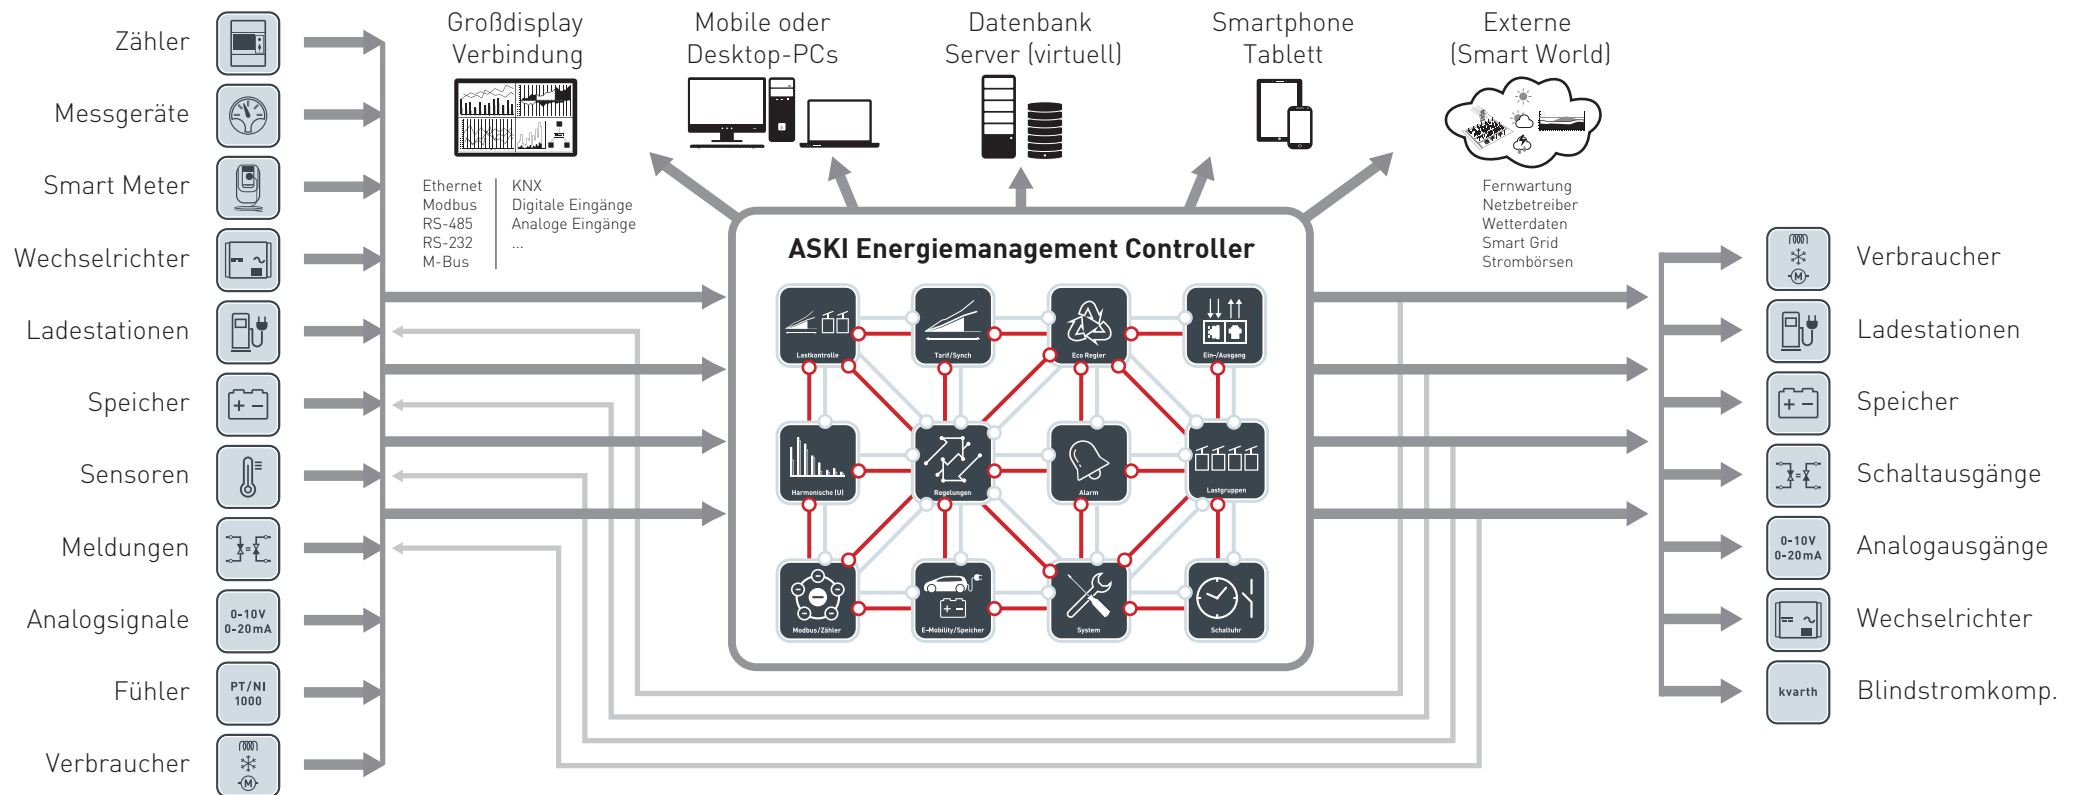 Zähler
Messgeräte
Smart Meter
Wechselrichter
Ladestationen
Speicher
Sensoren
Meldungen
Analogsignale
0-10V
0-20mA
Fühler
PT/NI
1000
Verbraucher
M
Großdisplay
Verbindung
Mobile oder
Desktop-PCs
Datenbank
Server (virtuell)
Smartphone
Tablett
Externe
(Smart World)
Ethernet
Modbus
RS-485
RS-232
M-Bus
KNX
Digitale Eingänge
Analoge Eingänge
...
Fernwartung
Netzbetreiber
Wetterdaten
Smart Grid
Strombörsen
ASKI Energiemanagement Controller
Lastkontrolle
Tarif/Synch
Eco Regler
Ein-/Ausgang
Harmonische (U)
Regelungen
Alarm
Lastgruppen
Modbus/Zähler
E-Mobility/Speicher
System
Schaltuhr
M
Verbraucher
Ladestationen
Speicher
Schaltausgänge
0-10V
0-20mA
Analogausgänge
Wechselrichter
kvarth
Blindstromkomp.